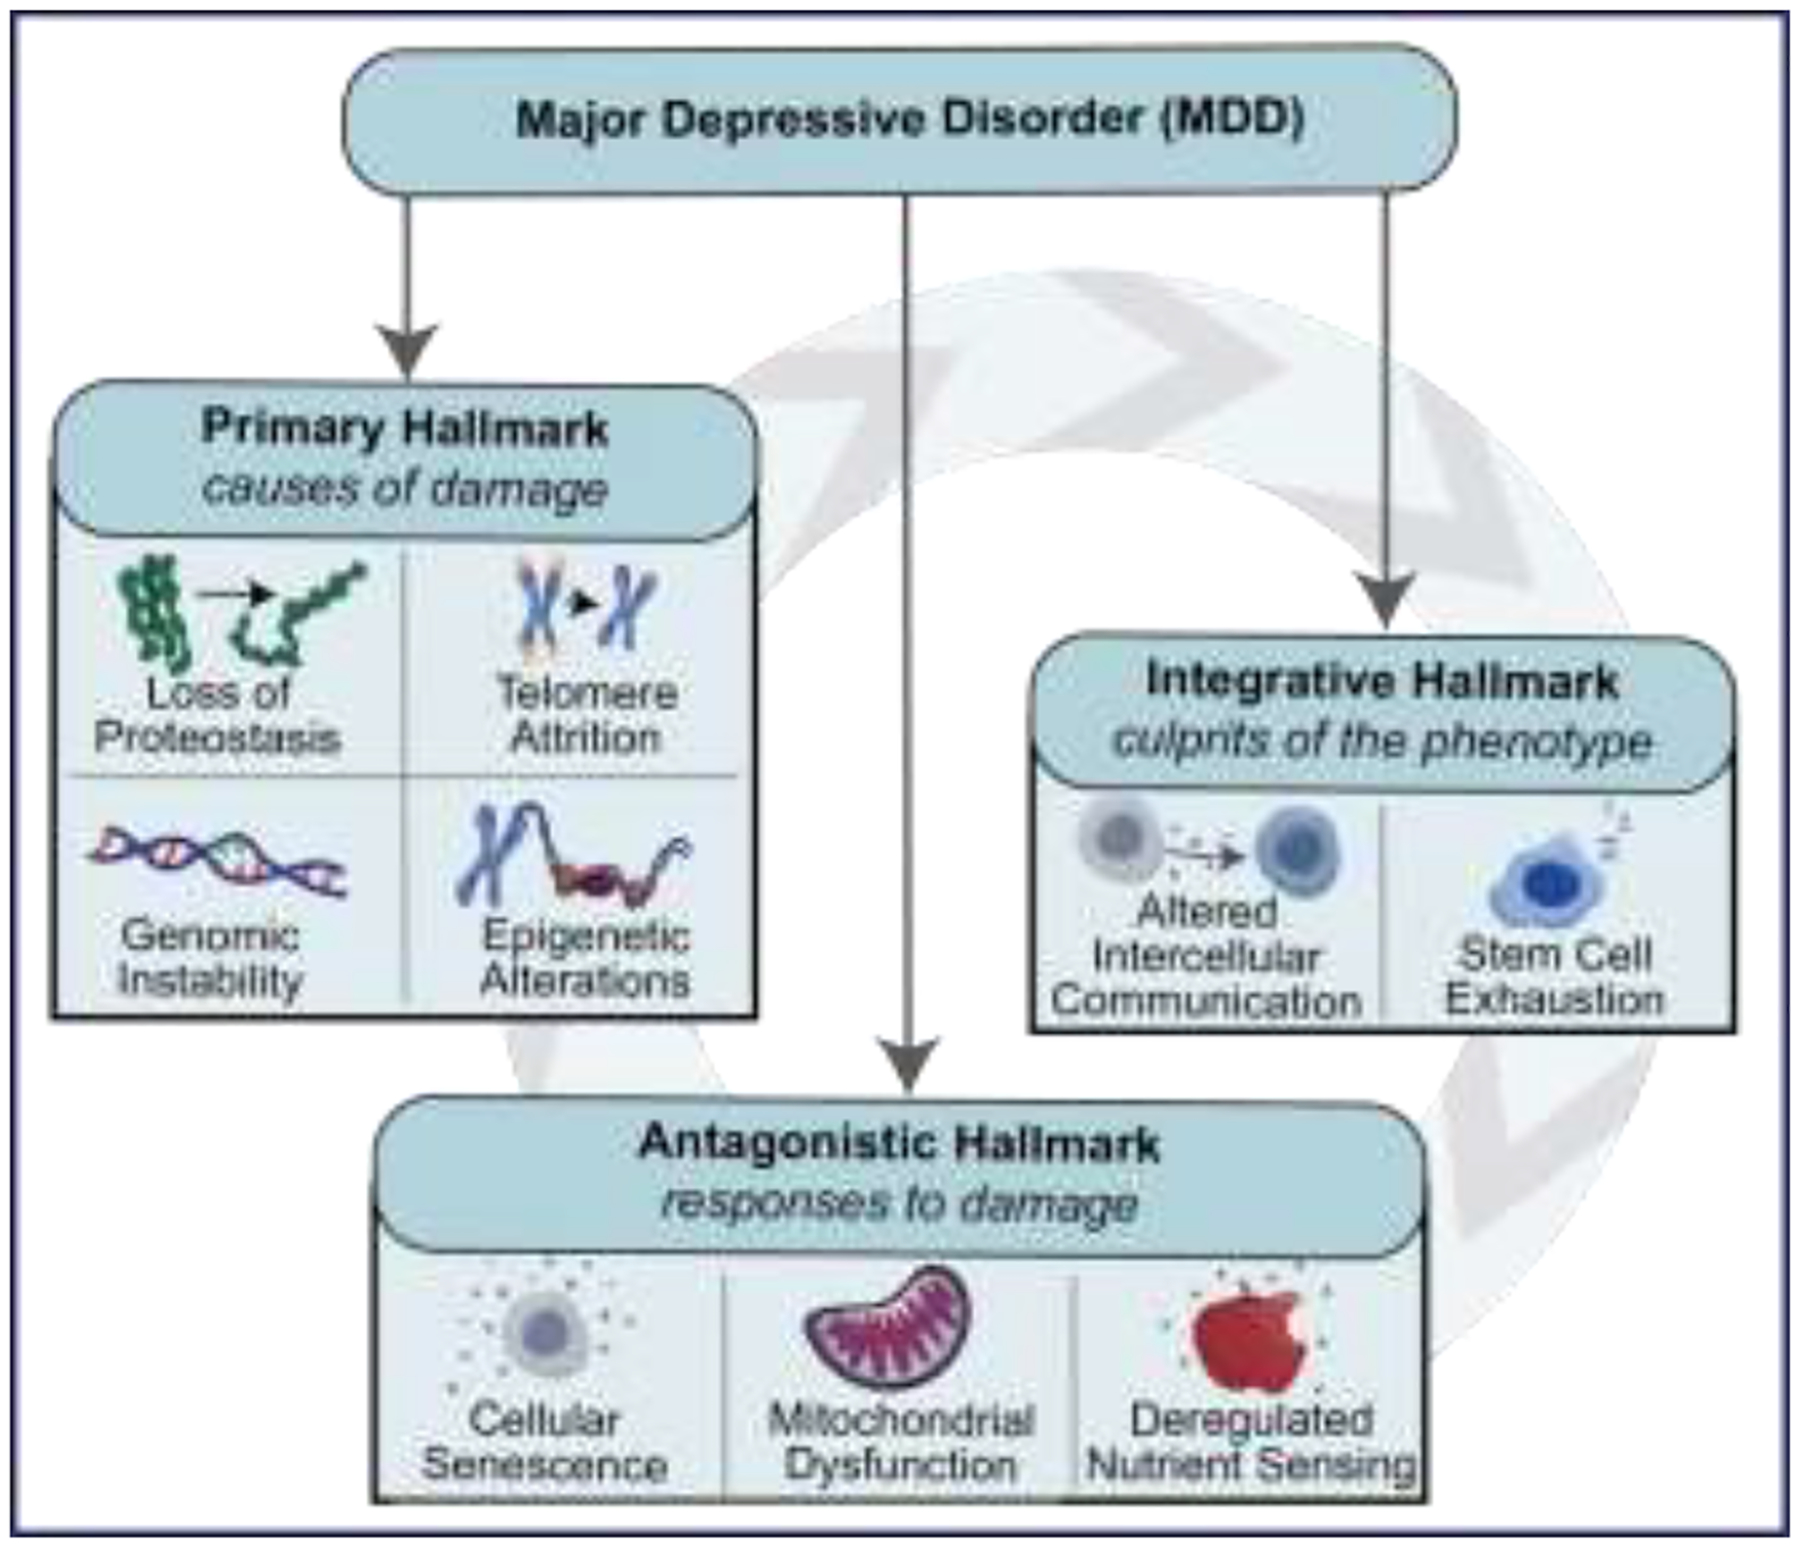 Major Depressive Disorder (MDD)
Primary Hallmark
causes of damage
Loss of
Proteostasis
Telomere
Attrition
Genomic
Instability
Epigenetic
Alterations
Integrative Hallmark
culprits of the phenotype
Altered
Intercellular
Communication
Stem Cell
Exhaustion
Antagonistic Hallmark
responses to damage
Cellular
Senescence
Mitochondrial
Dysfunction
Deregulated
Nutrient Sensing